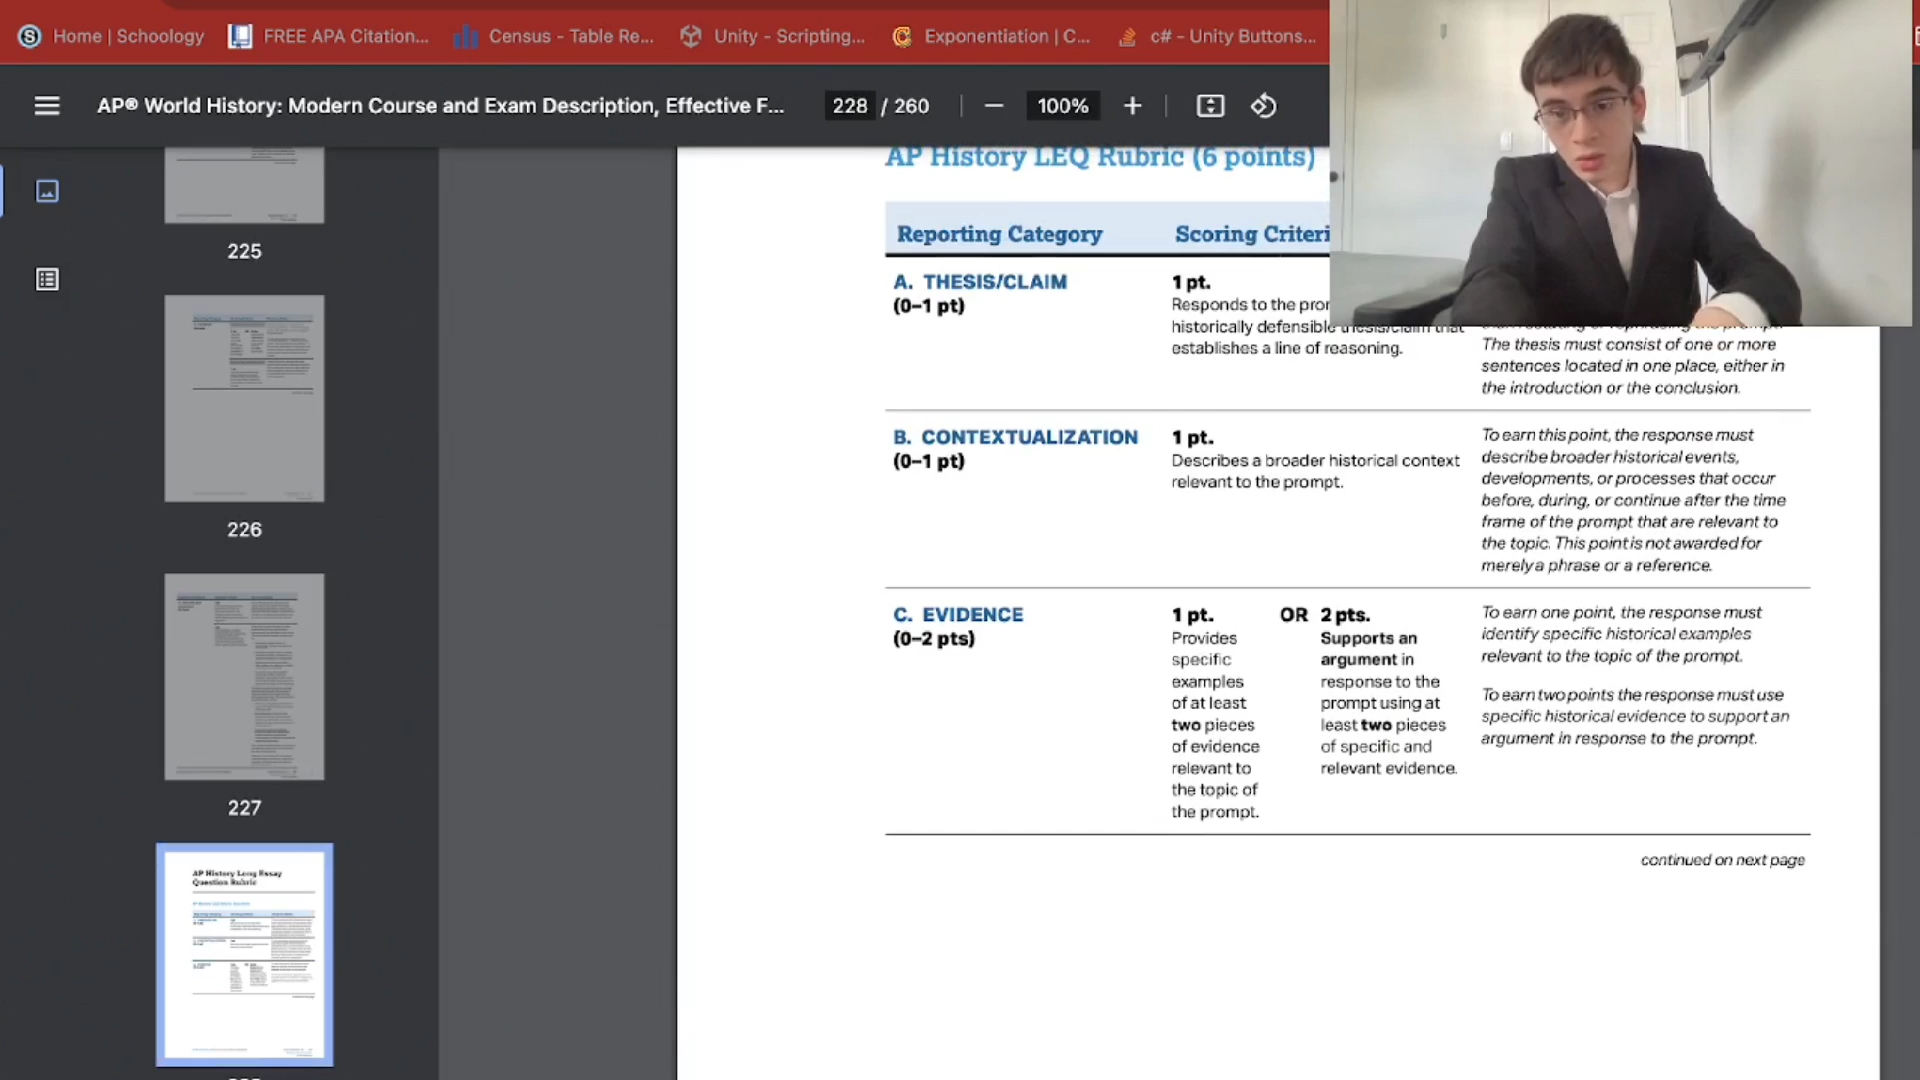 Home | Schoology
FREE APA Citation...
Census - Table Re...
Unity - Scripting...
Exponentiation | C...
c# - Unity Buttons...
AP® World History: Modern Course and Exam Description, Effective F...
228 / 260
100%
225
226
227
AP History Long Essay
Question Rubric
AP History LEQ Rubric (6 points)
Reporting Category
Scoring Criteri
A. THESIS/CLAIM
(0–1 pt)
1 pt.
Responds to the pro
historically defensible thesis/claim that
establishes a line of reasoning.
The thesis must consist of one or more
sentences located in one place, either in
the introduction or the conclusion.
B. CONTEXTUALIZATION
(0–1 pt)
1 pt.
Describes a broader historical context
relevant to the prompt.
To earn this point, the response must
describe broader historical events,
developments, or processes that occur
before, during, or continue after the time
frame of the prompt that are relevant to
the topic. This point is not awarded for
merely a phrase or a reference.
C. EVIDENCE
(0–2 pts)
1 pt.
Provides
specific
examples
of at least
two pieces
of evidence
relevant to
the topic of
the prompt.
OR
2 pts.
Supports an
argument in
response to the
prompt using at
least two pieces
of specific and
relevant evidence.
To earn one point, the response must
identify specific historical examples
relevant to the topic of the prompt.
To earn two points the response must use
specific historical evidence to support an
argument in response to the prompt.
continued on next page